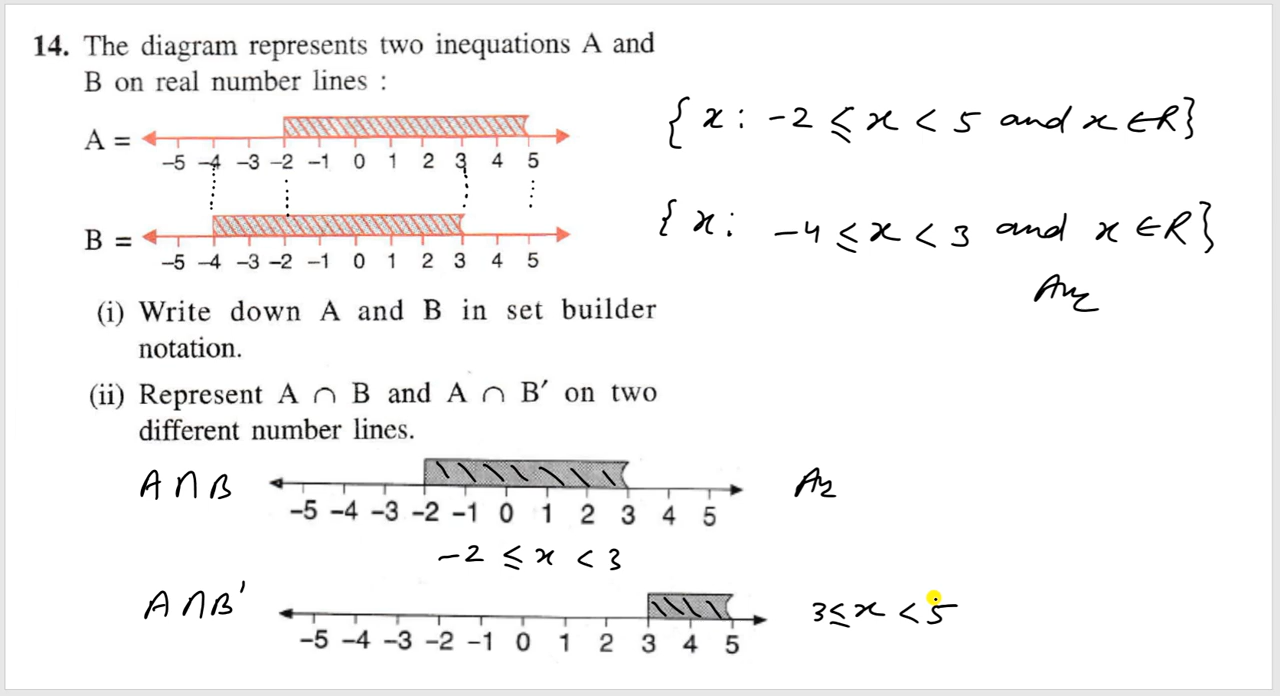 14. The diagram represents two inequations A and
B on real number lines :
A =
-5 -4 -3 -2 -1 0 1 2 3 4 5
{ x : -2 ≤ x < 5 and x ∈ R}
B =
-5 -4 -3 -2 -1 0 1 2 3 4 5
{ x : -4 ≤ x < 3 and x ∈ R}
Ans
(i) Write down A and B in set builder
notation.
(ii) Represent A ∩ B and A ∩ B′ on two
different number lines.
A ∩ B
-5 -4 -3 -2 -1 0 1 2 3 4 5
Ans
-2 ≤ x < 3
A ∩ B'
-5 -4 -3 -2 -1 0 1 2 3 4 5
3 ≤ x < 5